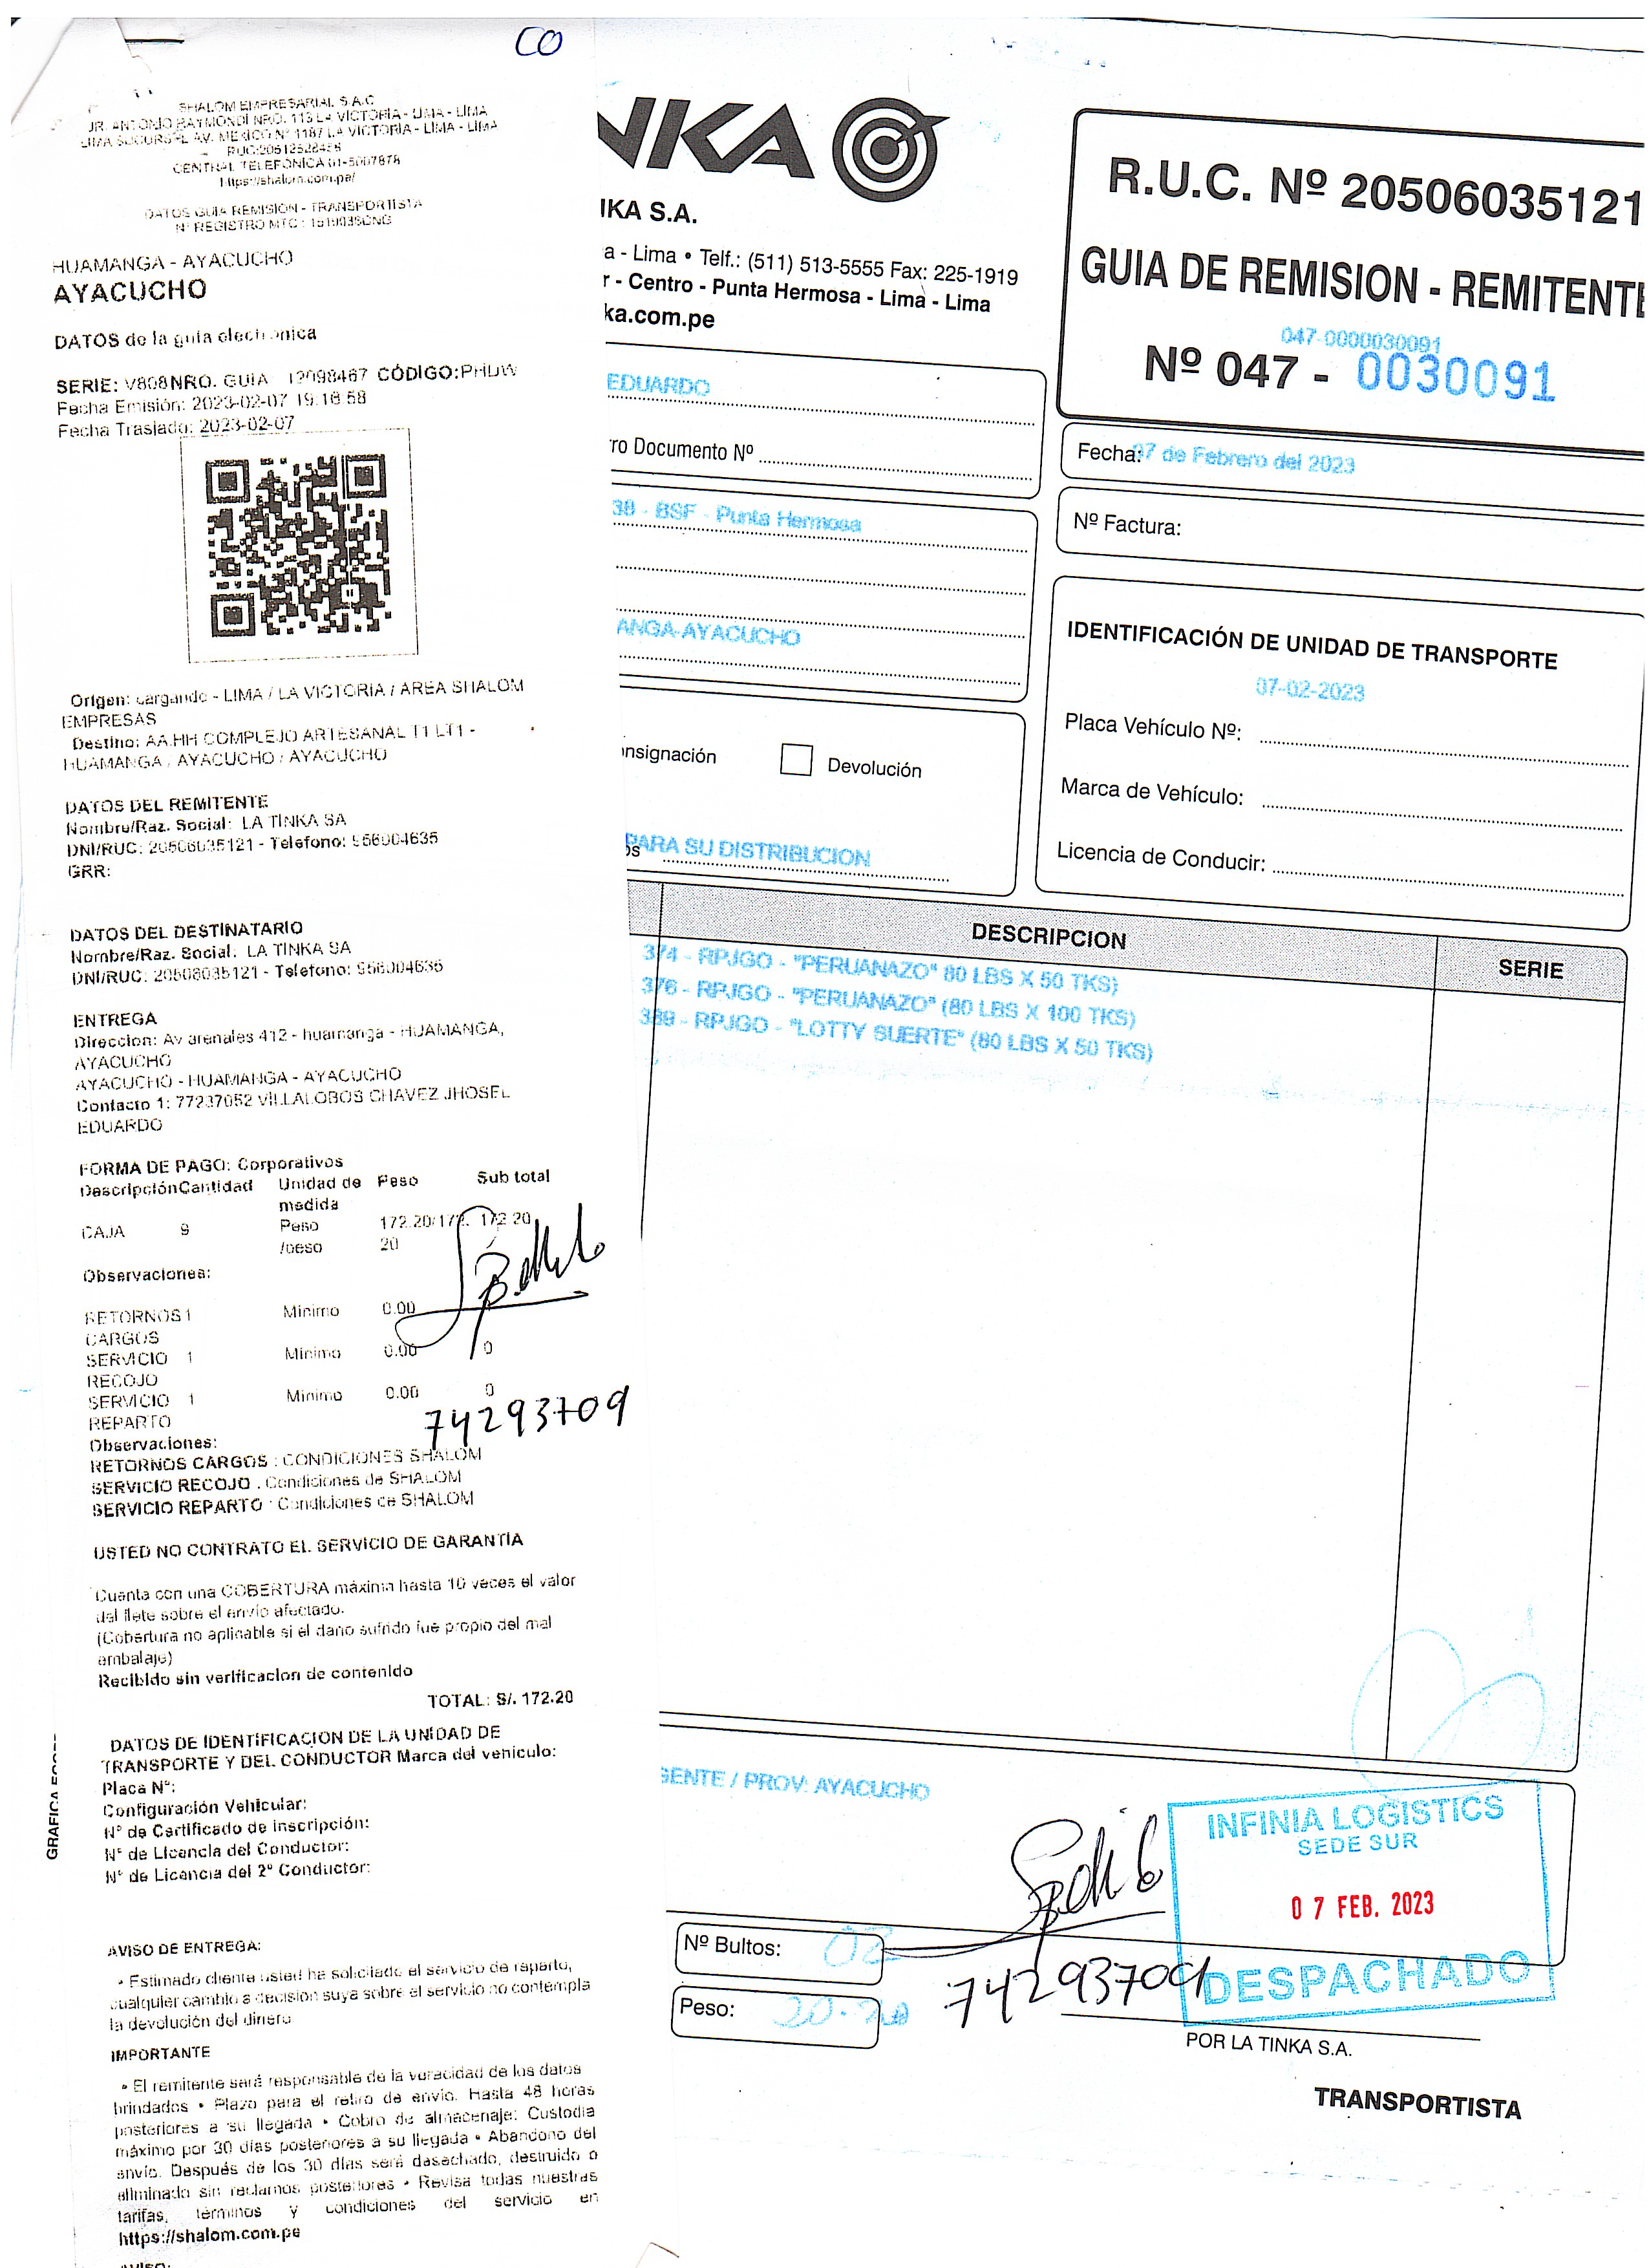 CO
SHALOM EMPRESARIAL S.A.C
JR. ANTONIO RAYMONDI NRO. 113 LA VICTORIA - LIMA - LIMA
LIMA SUCURSAL AV. MEXICO Nº 1187 LA VICTORIA - LIMA - LIMA
CENTRAL TELEFONICA 01-5007878
https://shalom.com.pe/
DATOS GUIA REMISION - TRANSPORTISTA
HUAMANGA - AYACUCHO
AYACUCHO
DATOS de la guía electrónica
SERIE: V808 NRO. GUIA 12098467 CÓDIGO: PHDW
Fecha Emisión: 2023-02-07 19:18:58
Fecha Traslado: 2023-02-07
Origen: cargando - LIMA / LA VICTORIA / AREA SHALOM
EMPRESAS
Destino: AA.HH COMPLEJO ARTESANAL T1 LT1 -
HUAMANGA / AYACUCHO / AYACUCHO
DATOS DEL REMITENTE
Nombre/Raz. Social: LA TINKA SA
DNI/RUC: 20506035121 - Telefono: 956004635
GRR:
DATOS DEL DESTINATARIO
Nombre/Raz. Social: LA TINKA SA
DNI/RUC: 20506035121 - Telefono: 956004635
ENTREGA
Direccion: Av arenales 412 - huamanga - HUAMANGA,
AYACUCHO
AYACUCHO - HUAMANGA - AYACUCHO
Contacto 1: 77237052 VILLALOBOS CHAVEZ JHOSEL
EDUARDO
FORMA DE PAGO: Corporativos
Descripción Cantidad Unidad de medida Peso Sub total
CAJA 9 Peso /peso 172.20/172.20 172.20
Observaciones:
RETORNOS CARGOS 1 Minimo 0.00
SERVICIO RECOJO 1 Minimo 0.00 0
SERVICIO REPARTO 1 Minimo 0.00 0
74293709
Observaciones:
RETORNOS CARGOS : CONDICIONES SHALOM
SERVICIO RECOJO : Condiciones de SHALOM
SERVICIO REPARTO : Condiciones de SHALOM
USTED NO CONTRATO EL SERVICIO DE GARANTIA
Cuenta con una COBERTURA máxima hasta 10 veces el valor
del flete sobre el envío afectado.
(Cobertura no aplicable si el daño sufrido fue propio del mal
embalaje)
Recibido sin verificacion de contenido
TOTAL: S/. 172.20
DATOS DE IDENTIFICACION DE LA UNIDAD DE
TRANSPORTE Y DEL CONDUCTOR Marca del vehiculo:
Placa N°:
Configuración Vehicular:
N° de Certificado de inscripción:
N° de Licencia del Conductor:
N° de Licencia del 2° Conductor:
AVISO DE ENTREGA:
• Estimado cliente usted ha solicitado el servicio de reparto,
cualquier cambio a decisión suya sobre el servicio no contempla
la devolución del dinero
IMPORTANTE
• El remitente será responsable de la veracidad de los datos
brindados • Plazo para el retiro de envío. Hasta 48 horas
posteriores a su llegada • Cobro de almacenaje: Custodia
máximo por 30 días posteriores a su llegada • Abandono del
envío. Después de los 30 días será desechado, destruido o
eliminado sin reclamos posteriores • Revisa todas nuestras
tarifas, términos y condiciones del servicio en
https://shalom.com.pe
AVISO:
NKA
IKA S.A.
a - Lima • Telf.: (511) 513-5555 Fax: 225-1919
r - Centro - Punta Hermosa - Lima - Lima
ka.com.pe
R.U.C. Nº 20506035121
GUIA DE REMISION - REMITENTE
047-0000030091
Nº 047 - 0030091
EDUARDO
ro Documento Nº
Fecha: 07 de Febrero del 2023
38 - BSF - Punta Hermosa
Nº Factura:
ANGA-AYACUCHO
IDENTIFICACIÓN DE UNIDAD DE TRANSPORTE
07-02-2023
Placa Vehículo Nº:
onsignación Devolución
Marca de Vehículo:
os PARA SU DISTRIBUCION
Licencia de Conducir:
DESCRIPCION SERIE
374 - RPJGO - "PERUANAZO" 80 LBS X 50 TKS)
376 - RPJGO - "PERUANAZO" (80 LBS X 100 TKS)
389 - RPJGO - "LOTTY SUERTE" (80 LBS X 50 TKS)
GENTE / PROV: AYACUCHO
INFINIA LOGISTICS
SEDE SUR
07 FEB. 2023
DESPACHADO
Nº Bultos: 02
74293709
Peso:
POR LA TINKA S.A.
TRANSPORTISTA